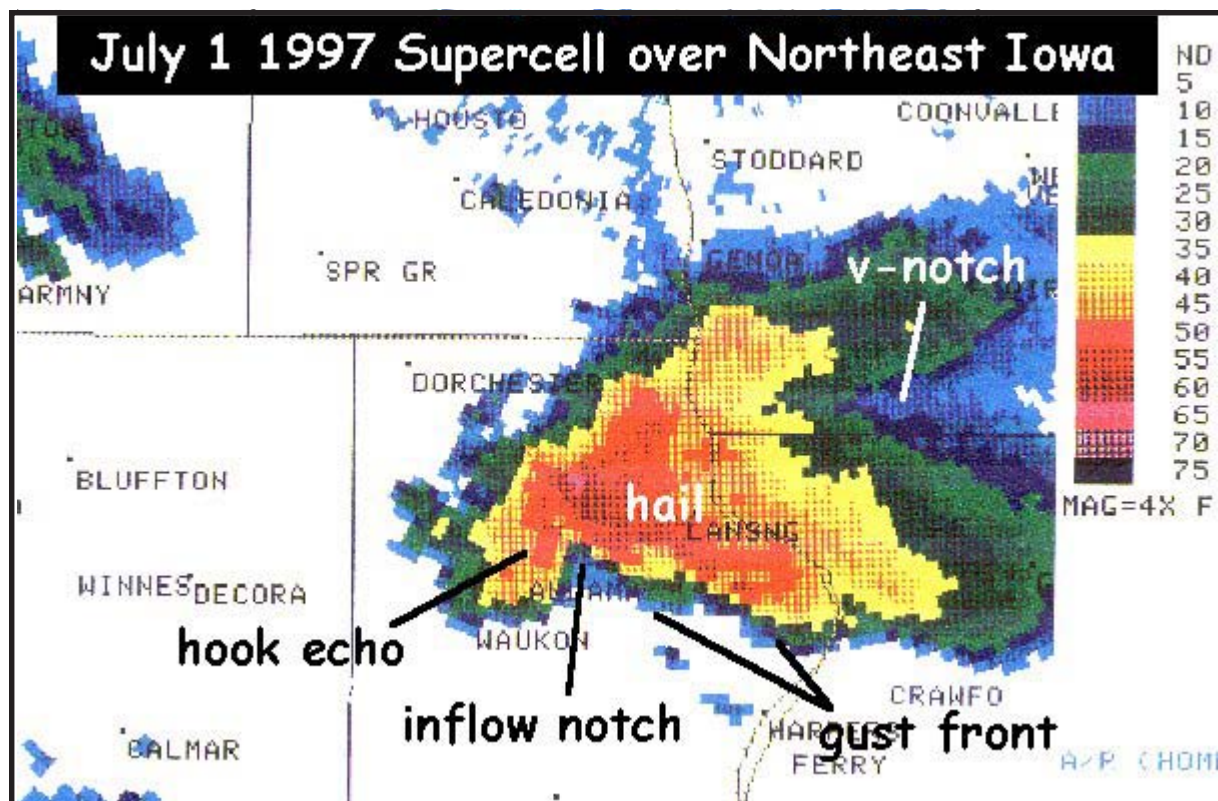 July 1 1997 Supercell over Northeast Iowa
ND
5
10
15
20
25
30
35
40
45
50
55
60
65
70
75
MAG=4X F
HOUSTO
COONVALLE
STODDARD
CALEDONIA
GENOA
v-notch
SPR GR
ARMNY
DORCHESTER
BLUFFTON
hail
LANSNG
WINNES
DECORA
WAUKON
hook echo
inflow notch
gust front
CRAWFO
HARPERS
FERRY
CALMAR
A/R (HOME